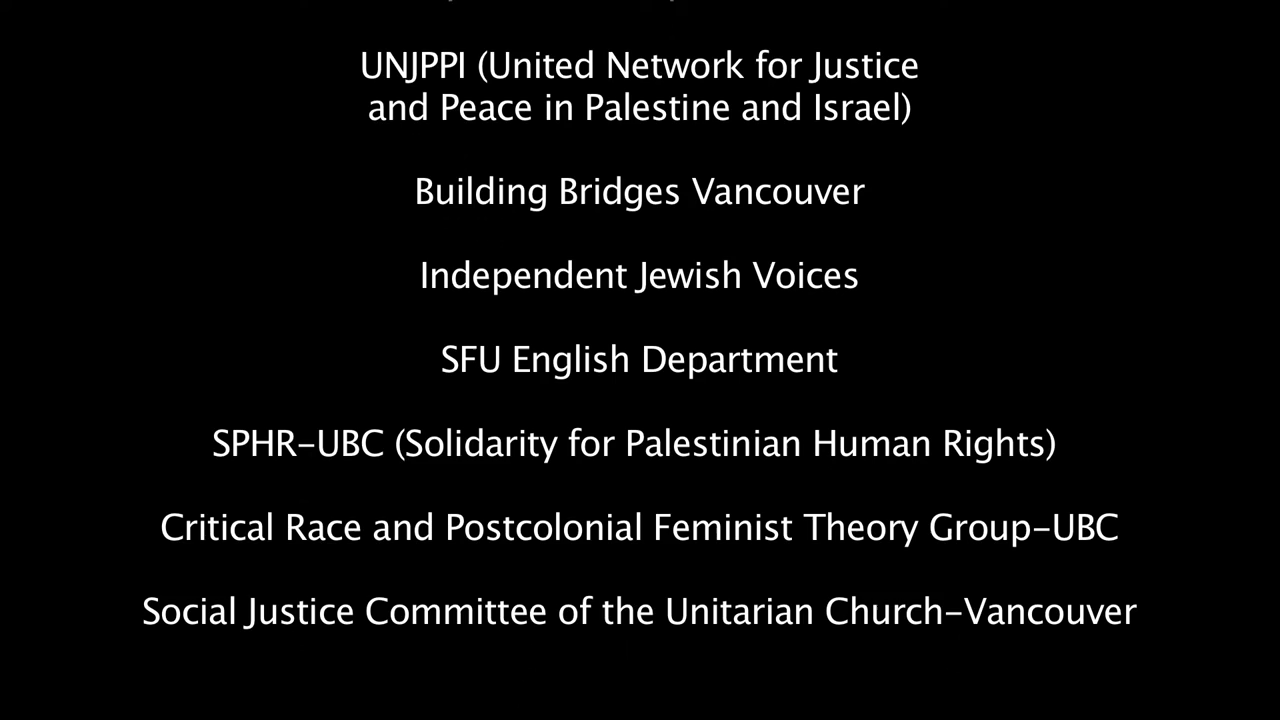 UNJPPI (United Network for Justice
and Peace in Palestine and Israel)
Building Bridges Vancouver
Independent Jewish Voices
SFU English Department
SPHR–UBC (Solidarity for Palestinian Human Rights)
Critical Race and Postcolonial Feminist Theory Group–UBC
Social Justice Committee of the Unitarian Church–Vancouver